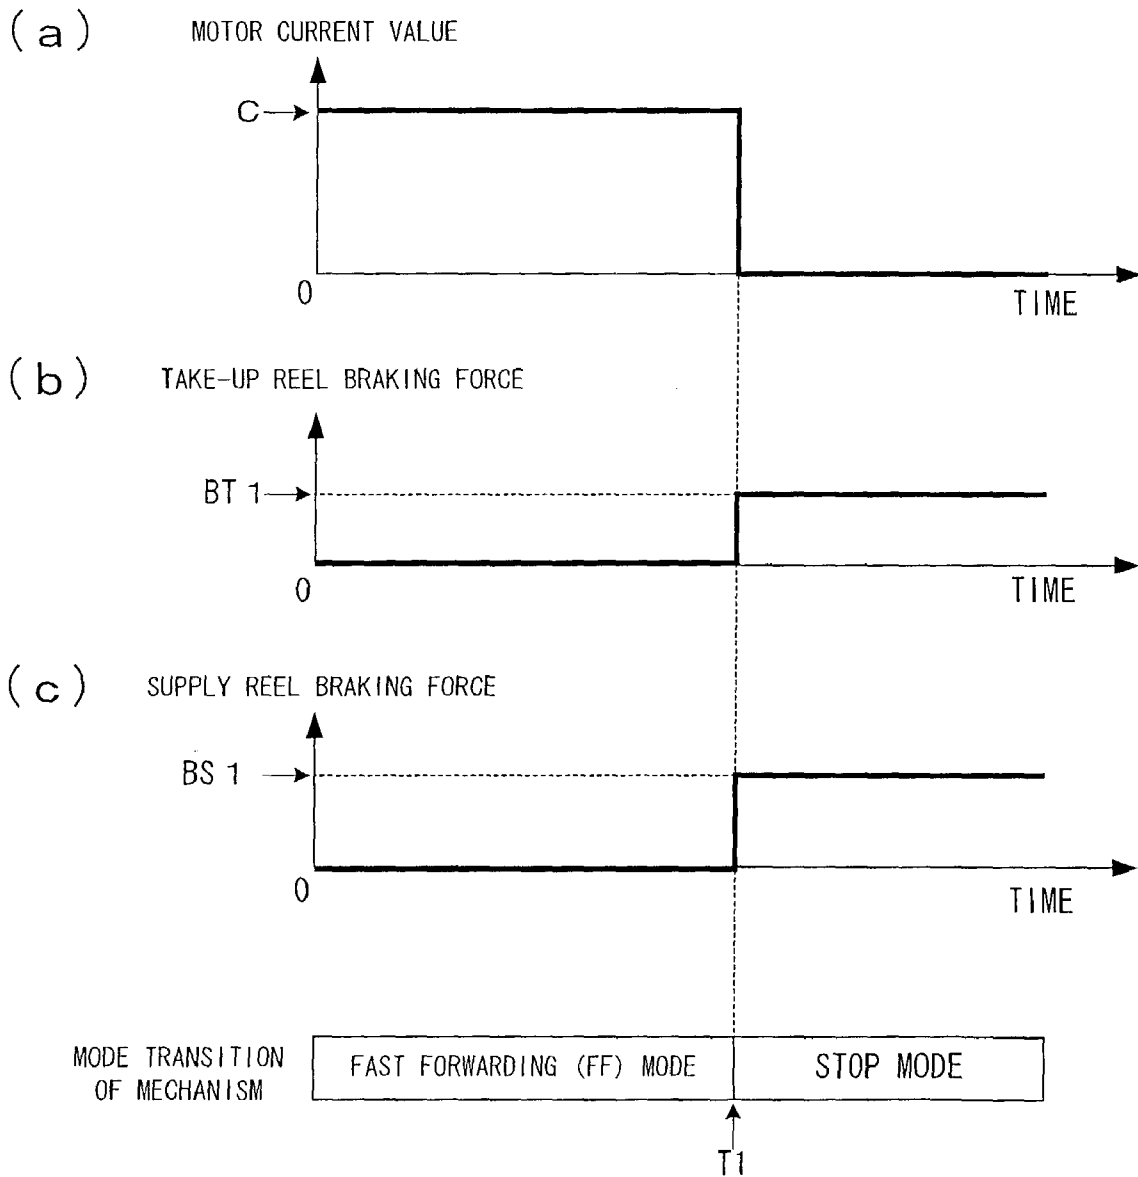 (a) MOTOR CURRENT VALUE
C
0
TIME
(b) TAKE-UP REEL BRAKING FORCE
BT 1
0
TIME
(c) SUPPLY REEL BRAKING FORCE
BS 1
0
TIME
MODE TRANSITION
OF MECHANISM
FAST FORWARDING (FF) MODE
STOP MODE
T1